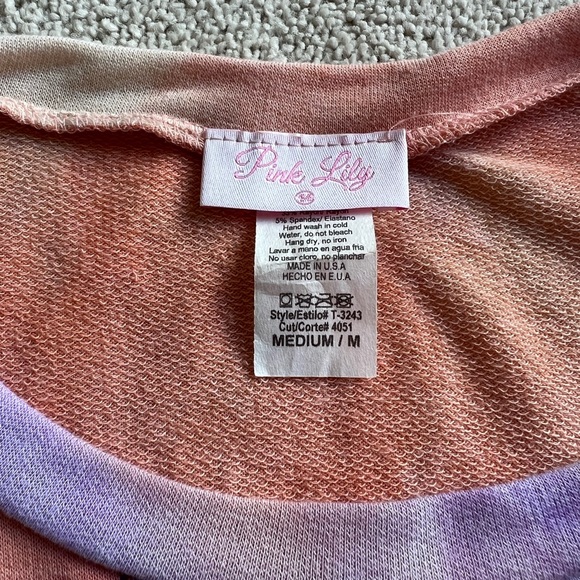 Pink Lily
5% Spandex/ Elastano
Hand wash in cold
Water, do not bleach
Hang dry, no iron
Lavar a mano en agua fria
No usar cloro, no planchar
MADE IN U.S.A
HECHO EN E.U.A
Style/Estilo# T-3243
Cut/Corte# 4051
MEDIUM / M